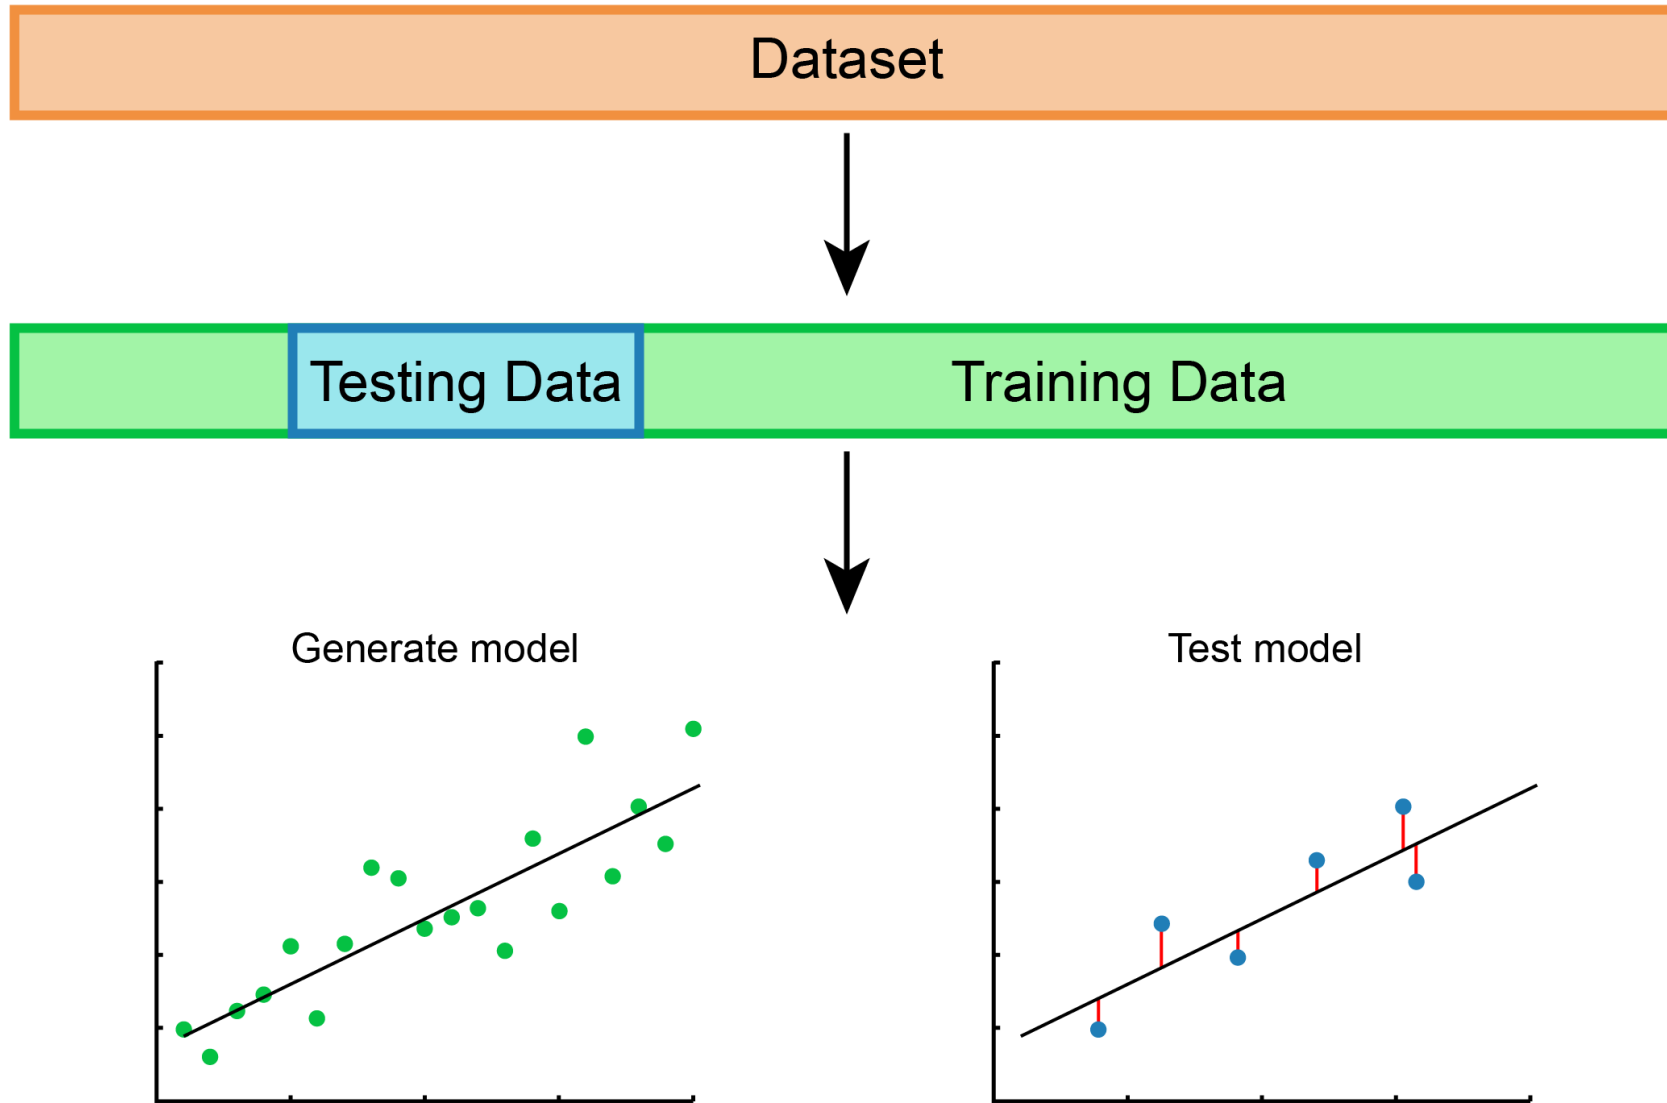 Dataset
Testing Data
Training Data
Generate model
Test model